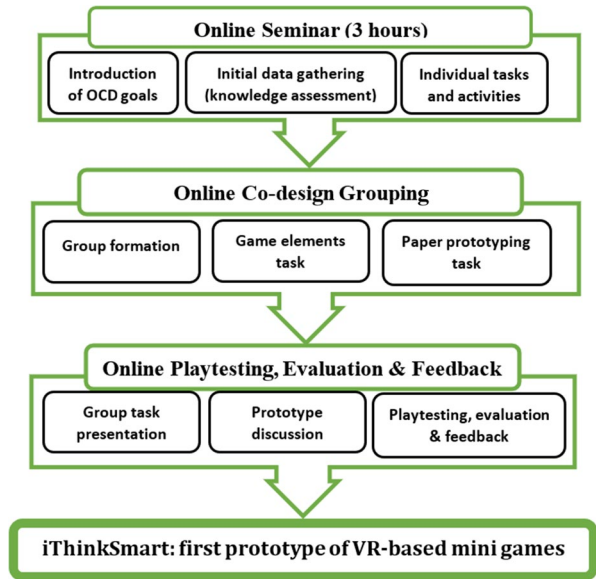 Online Seminar (3 hours)
Introduction
of OCD goals
Initial data gathering
(knowledge assessment)
Individual tasks
and activities
Online Co-design Grouping
Group formation
Game elements
task
Paper prototyping
task
Online Playtesting, Evaluation & Feedback
Group task
presentation
Prototype
discussion
Playtesting, evaluation
& feedback
iThinkSmart: first prototype of VR-based mini games